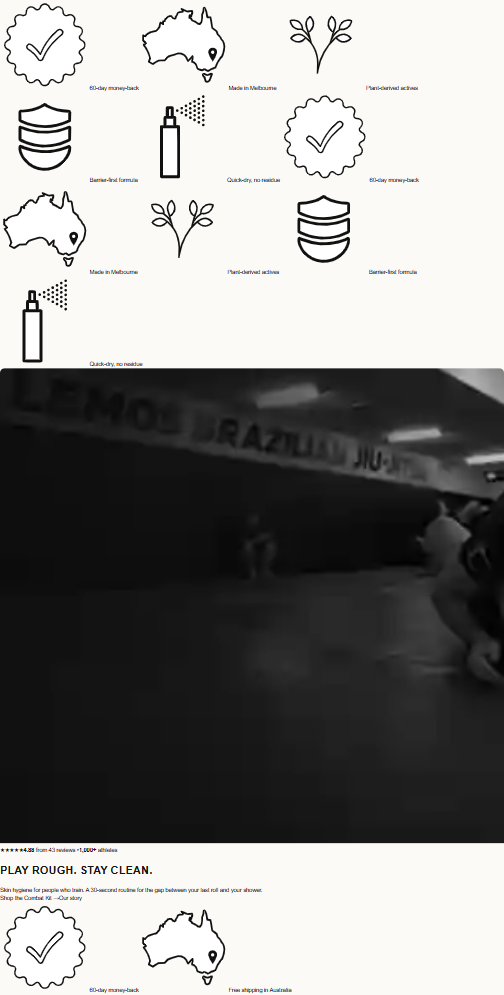 60-day money-back
Made in Melbourne
Plant-derived actives
Barrier-first formula
Quick-dry, no residue
60-day money-back
Made in Melbourne
Plant-derived actives
Barrier-first formula
Quick-dry, no residue
LEMOS BRAZILIAN JIU-JITSU
★★★★★4.88 from 43 reviews •1,000+ athletes
PLAY ROUGH. STAY CLEAN.
Skin hygiene for people who train. A 30-second routine for the gap between your last roll and your shower.
Shop the Combat Kit →Our story
60-day money-back
Free shipping in Australia